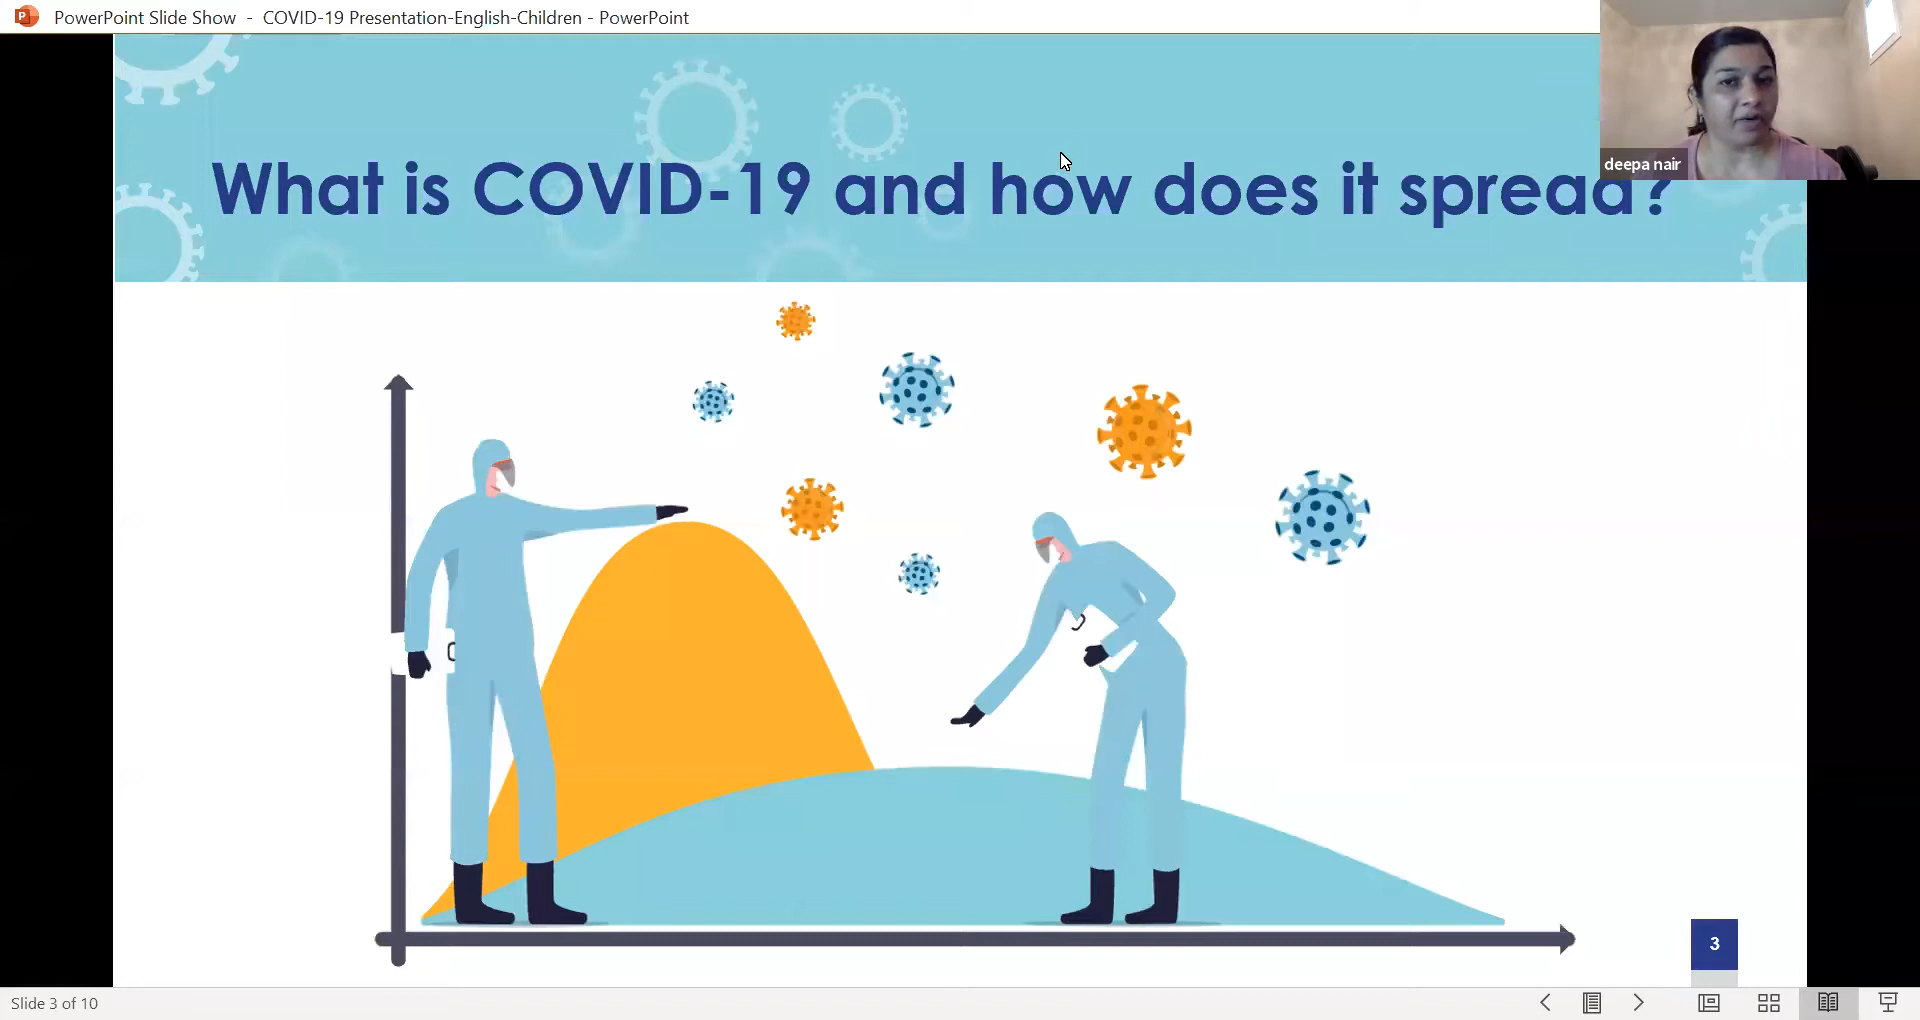 PowerPoint Slide Show - COVID-19 Presentation-English-Children - PowerPoint
deepa nair
What is COVID-19 and how does it spread?
3
Slide 3 of 10